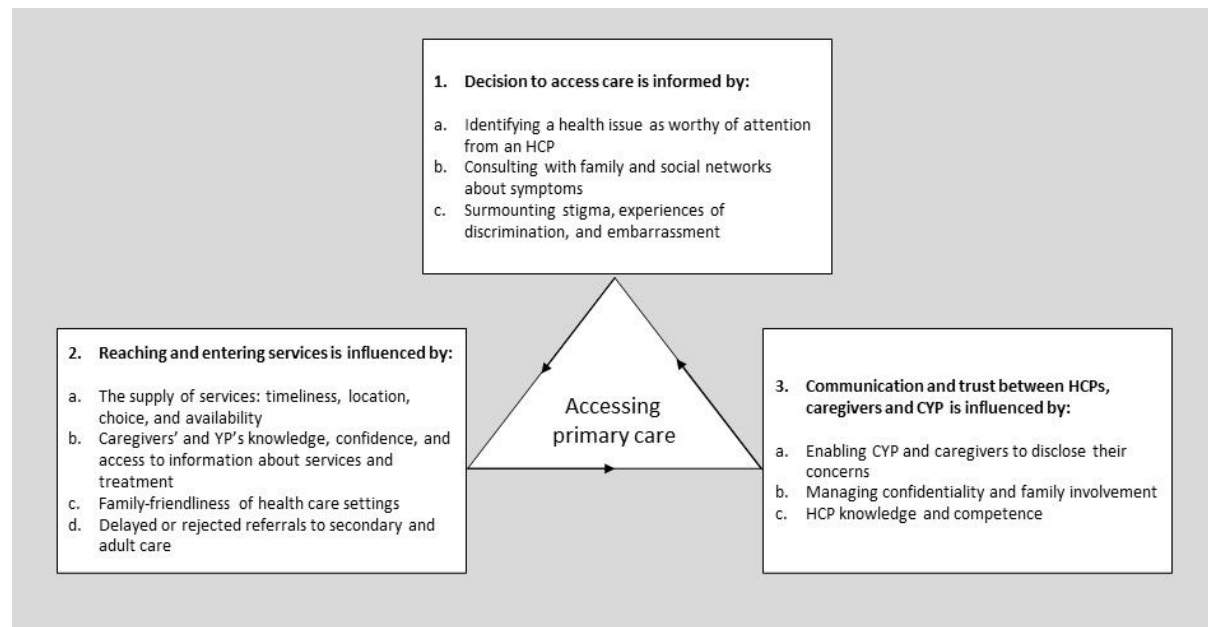 1. Decision to access care is informed by:
a. Identifying a health issue as worthy of attention
from an HCP
b. Consulting with family and social networks
about symptoms
c. Surmounting stigma, experiences of
discrimination, and embarrassment
2. Reaching and entering services is influenced by:
a. The supply of services: timeliness, location,
choice, and availability
b. Caregivers’ and YP’s knowledge, confidence, and
access to information about services and
treatment
c. Family-friendliness of health care settings
d. Delayed or rejected referrals to secondary and
adult care
Accessing
primary care
3. Communication and trust between HCPs,
caregivers and CYP is influenced by:
a. Enabling CYP and caregivers to disclose their
concerns
b. Managing confidentiality and family involvement
c. HCP knowledge and competence